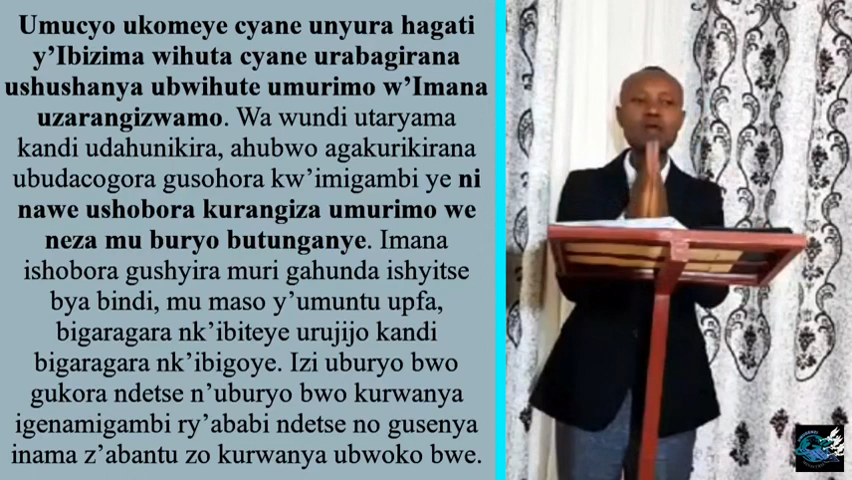 Umucyo ukomeye cyane unyura hagati
y’Ibizima wihuta cyane urabagirana
ushushanya ubwihute umurimo w’Imana
uzarangizwamo. Wa wundi utaryama
kandi udahunikira, ahubwo agakurikirana
ubudacogora gusohora kw’imigambi ye ni
nawe ushobora kurangiza umurimo we
neza mu buryo butunganye. Imana
ishobora gushyira muri gahunda ishyitse
bya bindi, mu maso y’umuntu upfa,
bigaragara nk’ibiteye urujijo kandi
bigaragara nk’ibigoye. Izi uburyo bwo
gukora ndetse n’uburyo bwo kurwanya
igenamigambi ry’ababi ndetse no gusenya
inama z’abantu zo kurwanya ubwoko bwe.